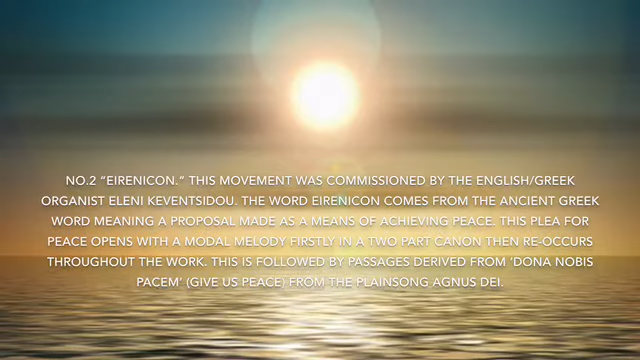 NO.2 “EIRENICON.” THIS MOVEMENT WAS COMMISSIONED BY THE ENGLISH/GREEK
ORGANIST ELENI KEVENTSIDOU. THE WORD EIRENICON COMES FROM THE ANCIENT GREEK
WORD MEANING A PROPOSAL MADE AS A MEANS OF ACHIEVING PEACE. THIS PLEA FOR
PEACE OPENS WITH A MODAL MELODY FIRSTLY IN A TWO PART CANON THEN RE-OCCURS
THROUGHOUT THE WORK. THIS IS FOLLOWED BY PASSAGES DERIVED FROM ‘DONA NOBIS
PACEM’ (GIVE US PEACE) FROM THE PLAINSONG AGNUS DEI.